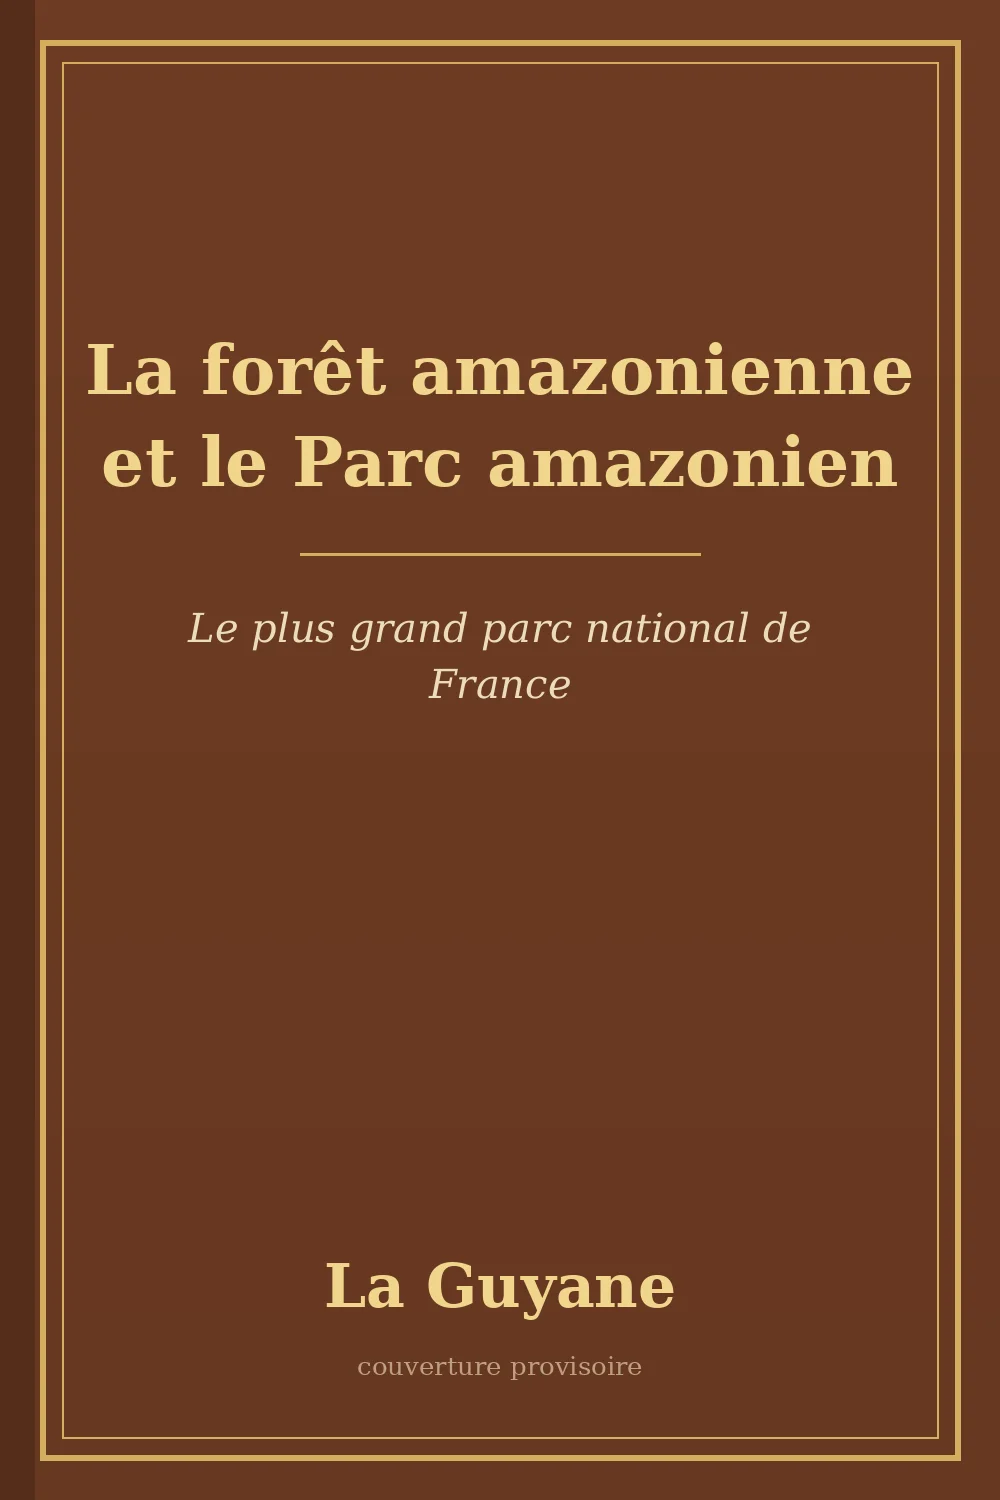 La forêt amazonienne
et le Parc amazonien
Le plus grand parc national de
France
La Guyane
couverture provisoire